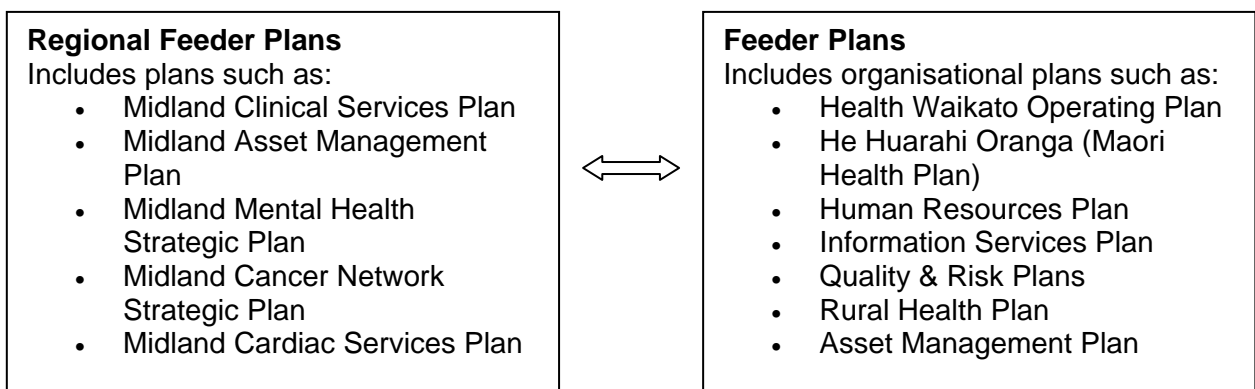 Regional Feeder Plans
Includes plans such as:
• Midland Clinical Services Plan
• Midland Asset Management
Plan
• Midland Mental Health
Strategic Plan
• Midland Cancer Network
Strategic Plan
• Midland Cardiac Services Plan
Feeder Plans
Includes organisational plans such as:
• Health Waikato Operating Plan
• He Huarahi Oranga (Maori
Health Plan)
• Human Resources Plan
• Information Services Plan
• Quality & Risk Plans
• Rural Health Plan
• Asset Management Plan